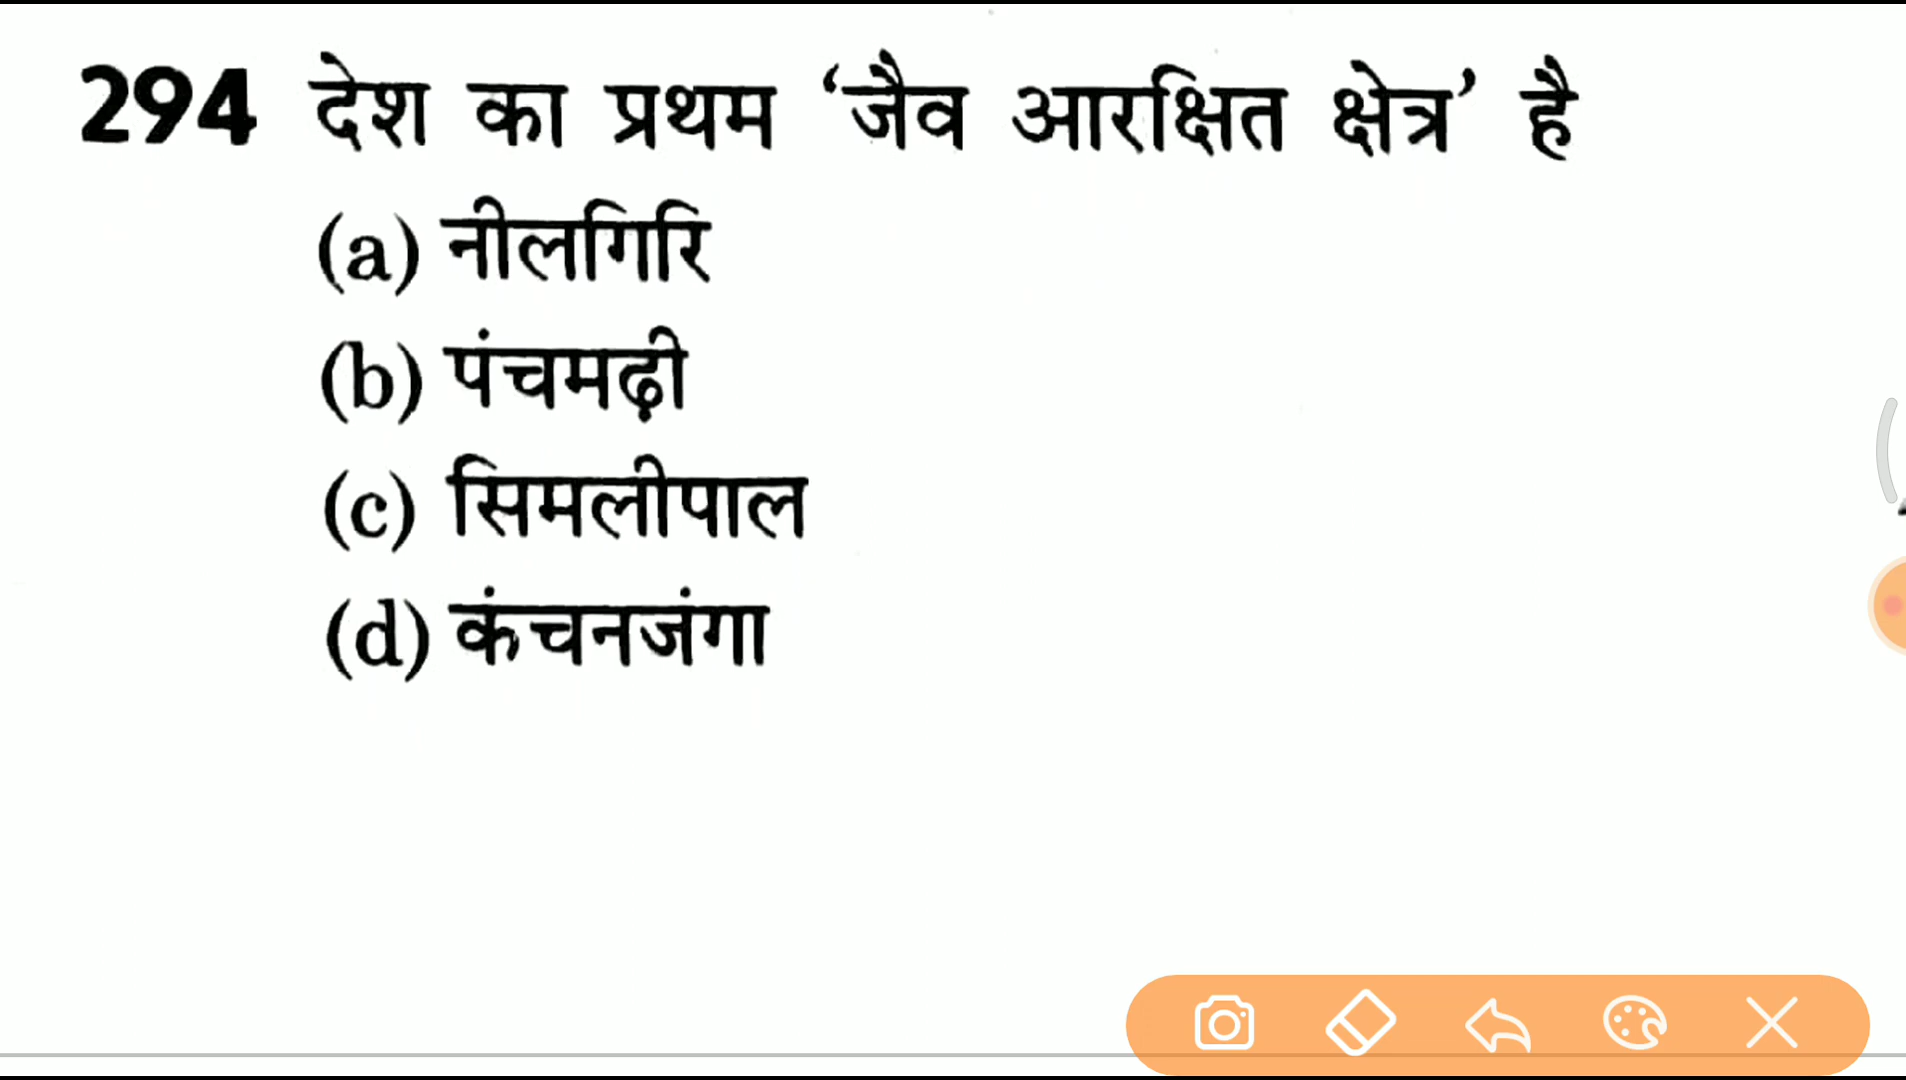 294 देश का प्रथम ‘जैव आरक्षित क्षेत्र’ है
(a) नीलगिरि
(b) पंचमढ़ी
(c) सिमलीपाल
(d) कंचनजंगा